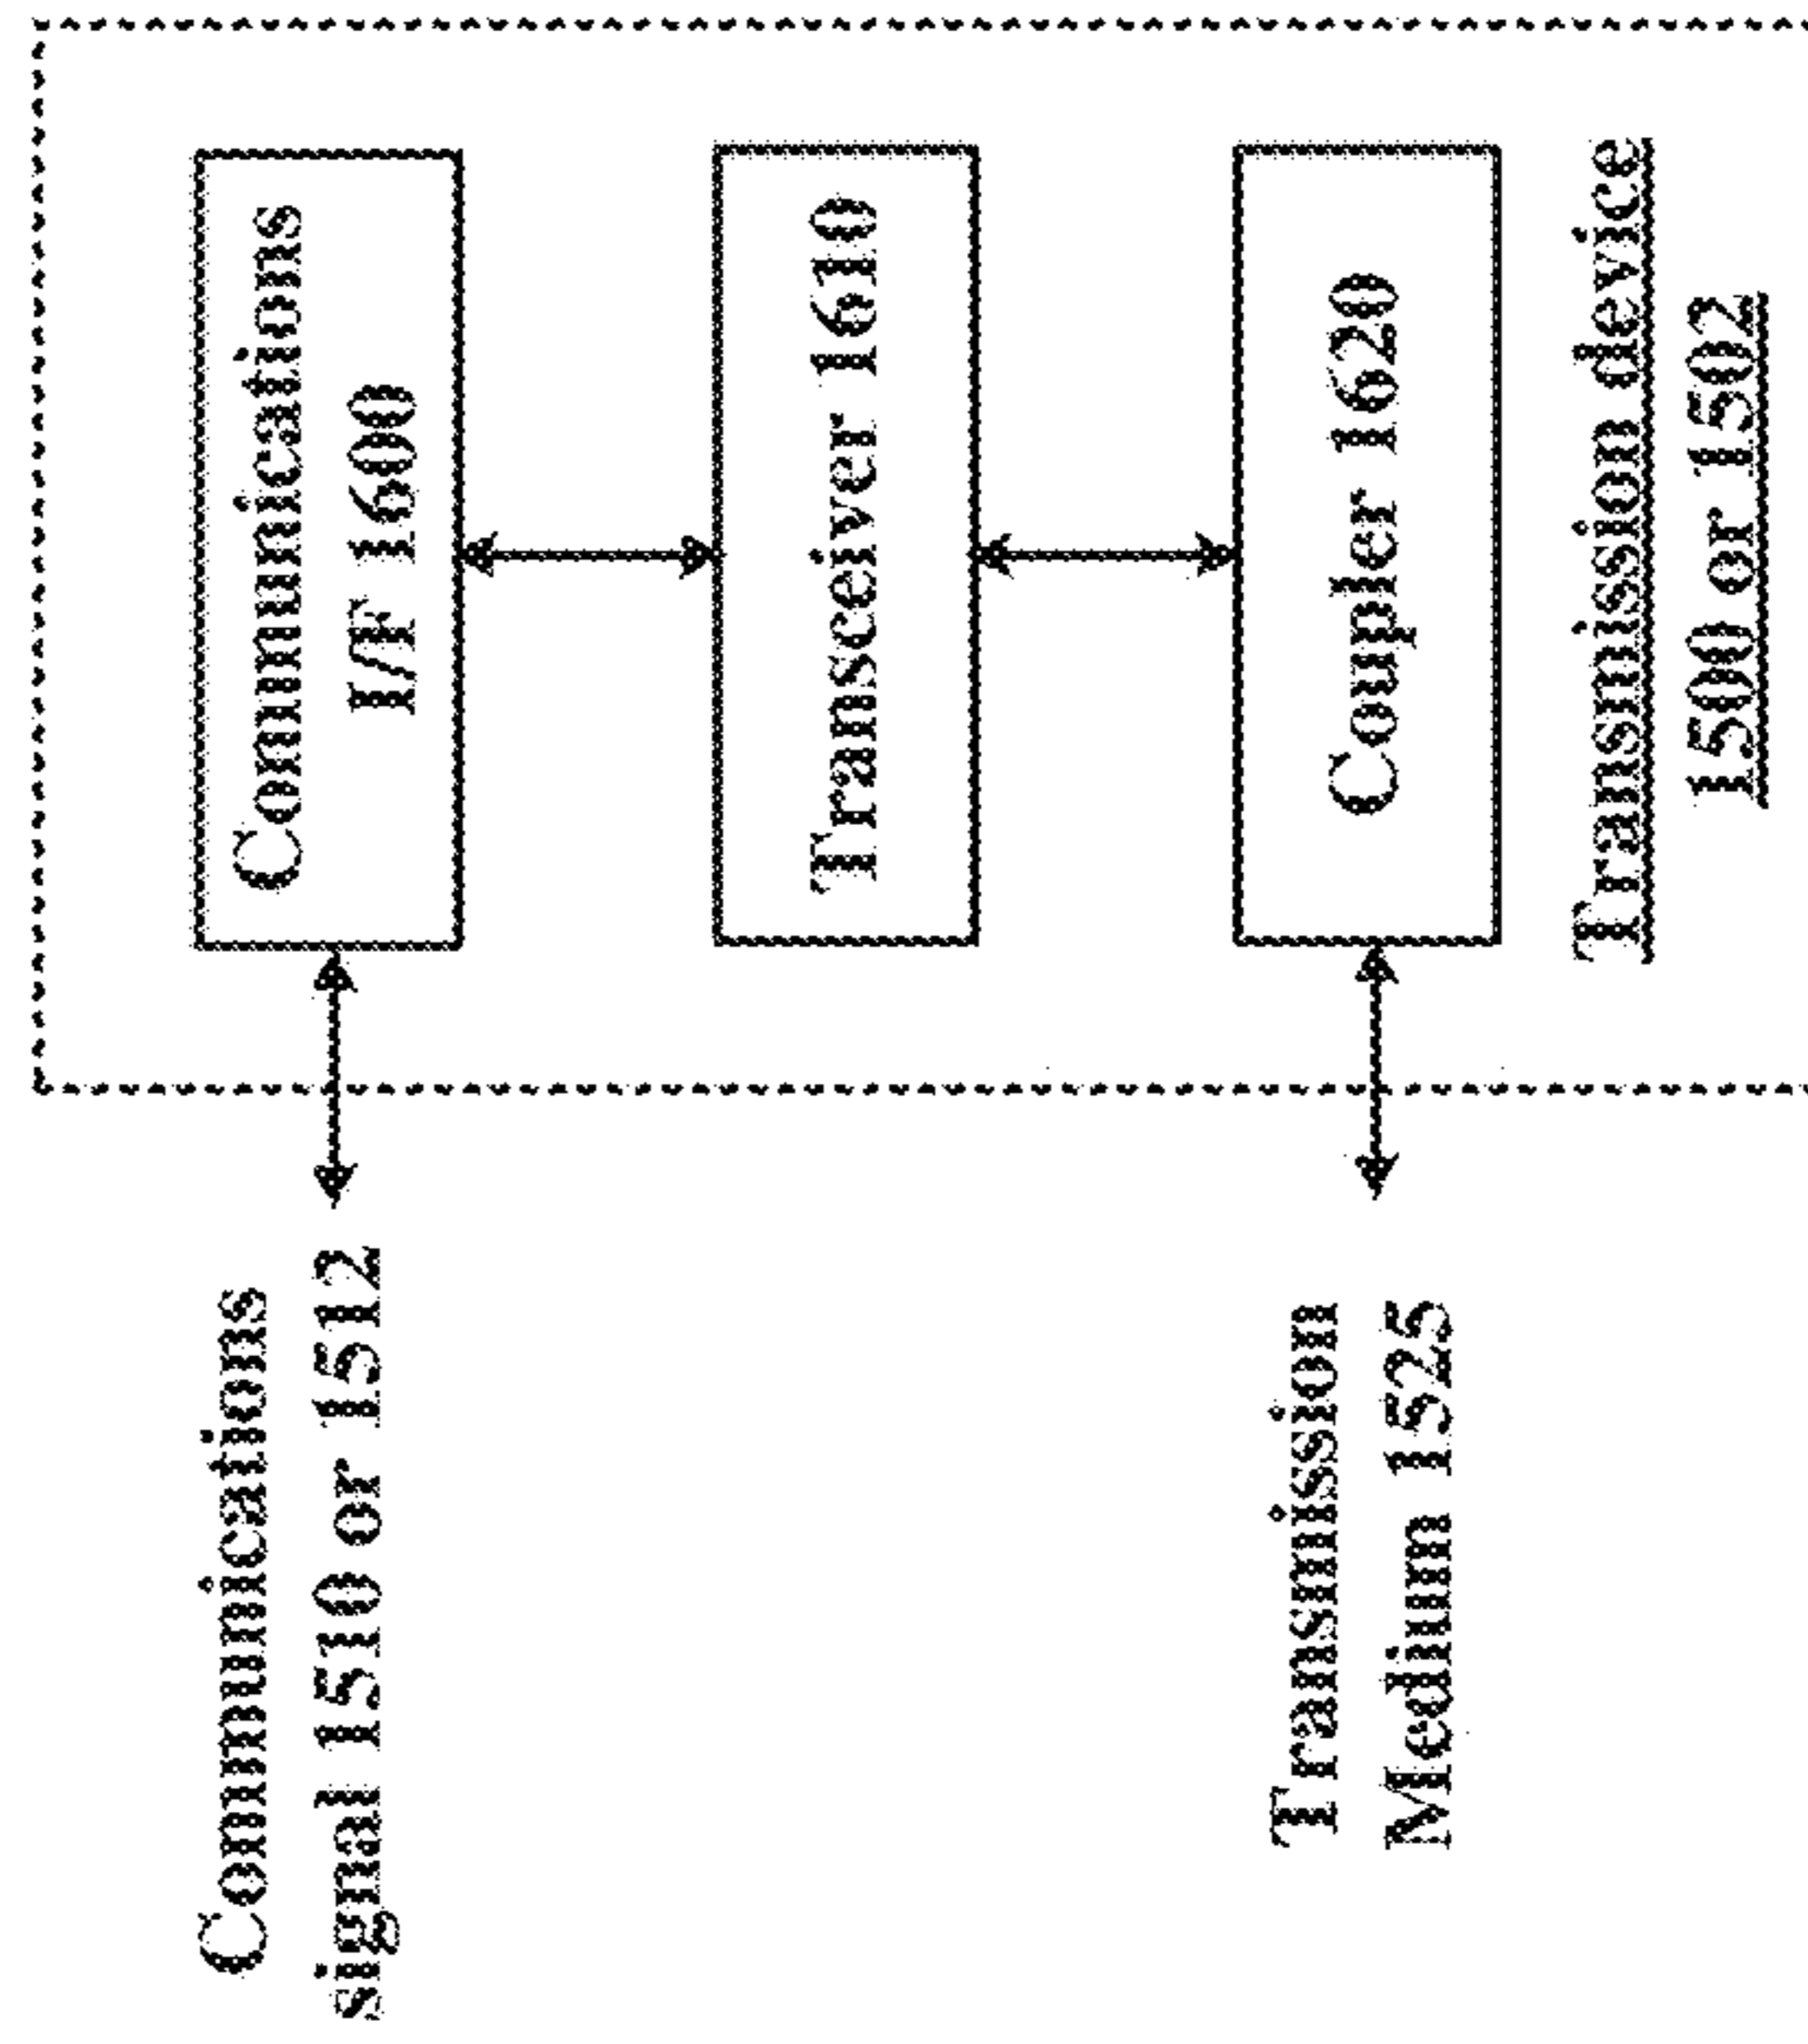 Communications
signal 1510 or 1512
Communications
I/F 1600
Transceiver 1610
Transmission
Medium 1525
Coupler 1620
Transmission device
1500 or 1502